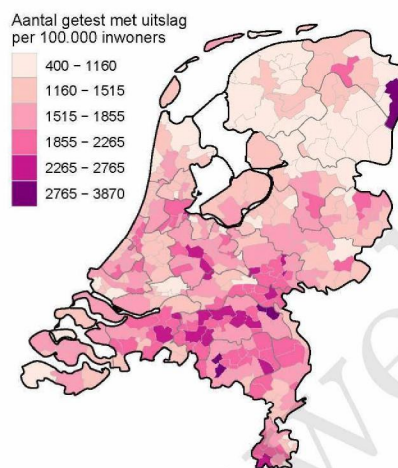 Aantal getest met uitslag
per 100.000 inwoners
400 – 1160
1160 – 1515
1515 – 1855
1855 – 2265
2265 – 2765
2765 – 3870